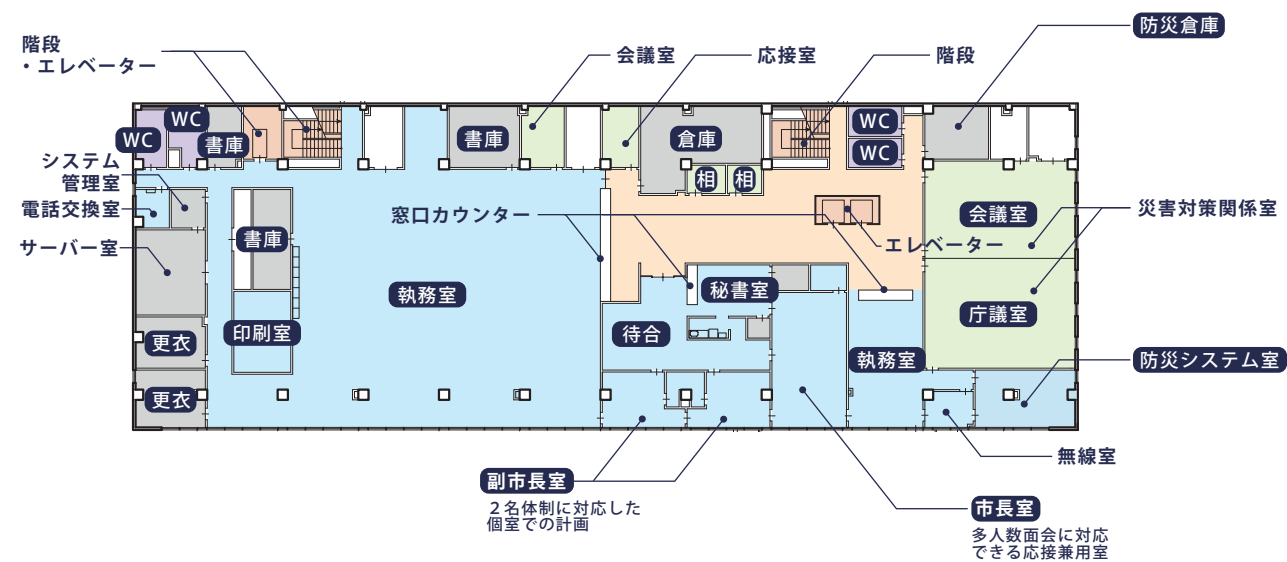 防災倉庫
階段
・エレベーター
会議室
応接室
階段
WC
WC
書庫
書庫
倉庫
WC
WC
相
相
システム
管理室
電話交換室
サーバー室
書庫
窓口カウンター
エレベーター
会議室
災害対策関係室
執務室
秘書室
庁議室
印刷室
待合
執務室
更衣
更衣
防災システム室
無線室
副市長室
２名体制に対応した
個室での計画
市長室
多人数面会に対応
できる応接兼用室